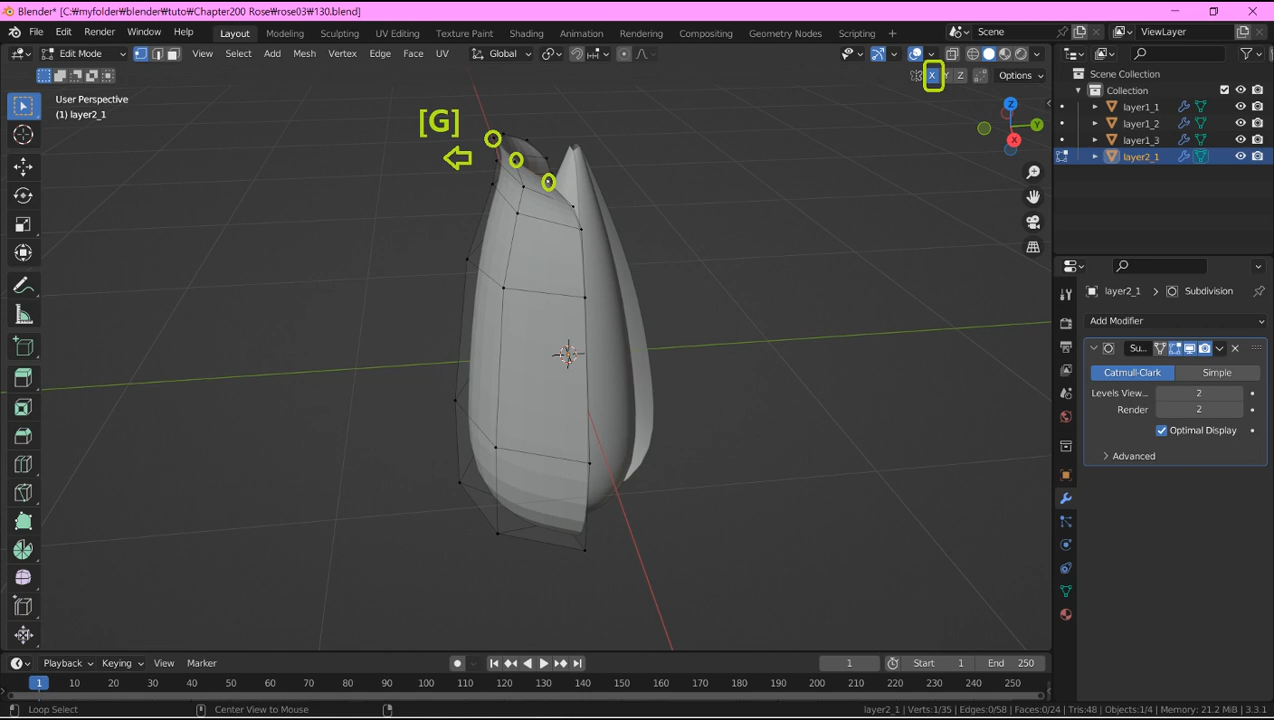 Blender* [C:₩myfolder₩blender₩tuto₩Chapter200 Rose₩rose03₩130.blend]
File Edit Render Window Help Layout Modeling Sculpting UV Editing Texture Paint Shading Animation Rendering Compositing Geometry Nodes Scripting Scene ViewLayer
Edit Mode View Select Add Mesh Vertex Edge Face UV Global
X Y Z Options
User Perspective
(1) layer2_1
[G]
Z
Y
X
Scene Collection
Collection
layer1_1
layer1_2
layer1_3
layer2_1
layer2_1 > Subdivision
Add Modifier
Su...
Catmull-Clark Simple
Levels View... 2
Render 2
Optimal Display
Advanced
Playback Keying View Marker 1 Start 1 End 250
1 10 20 30 40 50 60 70 80 90 100 110 120 130 140 150 160 170 180 190 200 210 220 230 240 250
Loop Select Center View to Mouse layer2_1 | Verts:1/35 | Edges:0/58 | Faces:0/24 | Tris:48 | Objects:1/4 | Memory: 21.2 MiB | 3.3.1